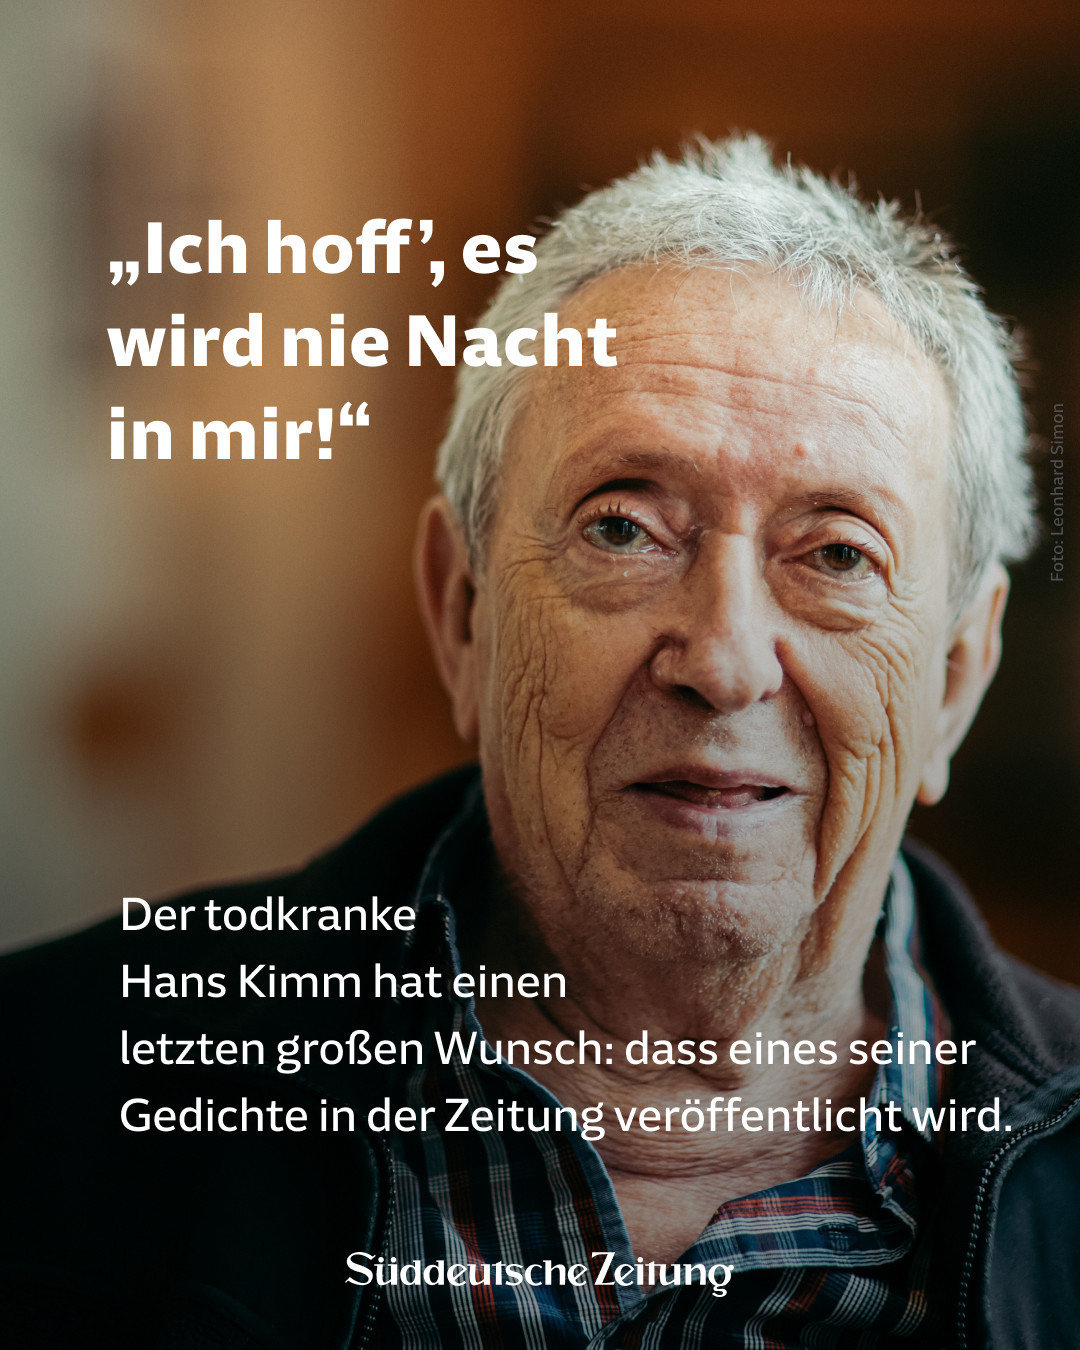 „Ich hoff’, es
wird nie Nacht
in mir!“
Foto: Leonhard Simon
Der todkranke
Hans Kimm hat einen
letzten großen Wunsch: dass eines seiner
Gedichte in der Zeitung veröffentlicht wird.
Süddeutsche Zeitung